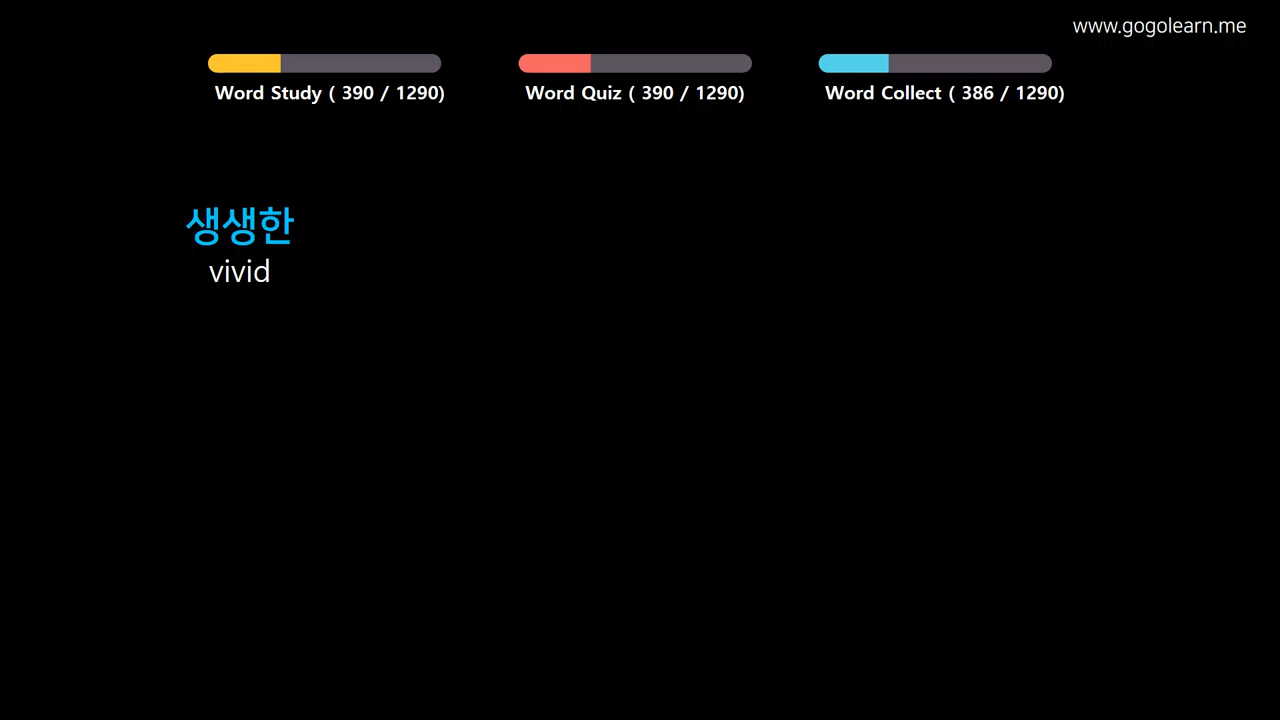 www.gogolearn.me
Word Study ( 390 / 1290)
Word Quiz ( 390 / 1290)
Word Collect ( 386 / 1290)
생생한
vivid